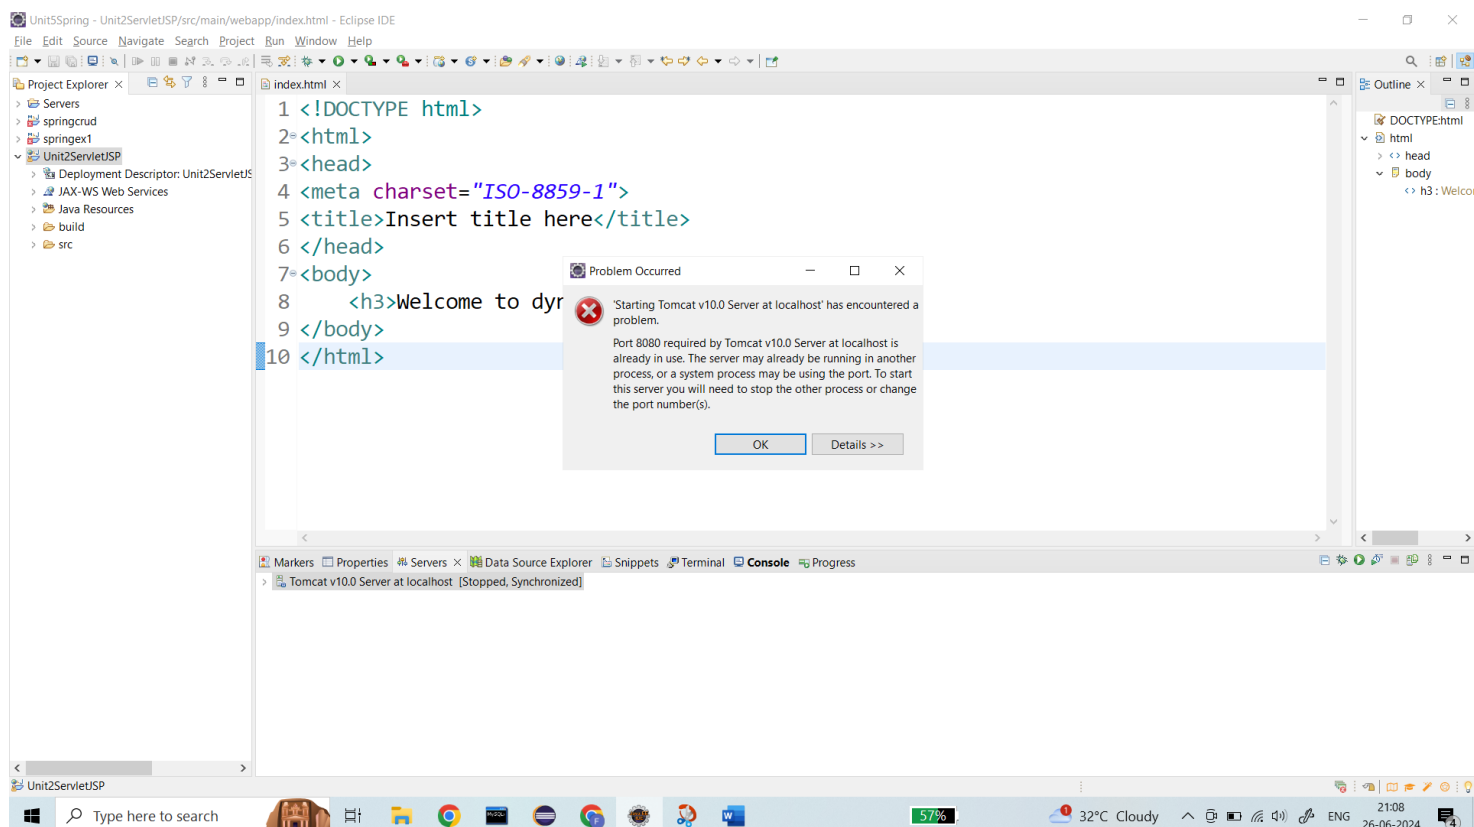 Unit5Spring - Unit2ServletJSP/src/main/webapp/index.html - Eclipse IDE
File Edit Source Navigate Search Project Run Window Help
Project Explorer
index.html
Outline
Servers
springcrud
springex1
Unit2ServletJSP
Deployment Descriptor: Unit2ServletJS
JAX-WS Web Services
Java Resources
build
src
1 <!DOCTYPE html>
2 <html>
3 <head>
4 <meta charset="ISO-8859-1">
5 <title>Insert title here</title>
6 </head>
7 <body>
8 <h3>Welcome to dyr
9 </body>
10 </html>
DOCTYPE:html
html
head
body
h3 : Welco
Problem Occurred
'Starting Tomcat v10.0 Server at localhost' has encountered a
problem.
Port 8080 required by Tomcat v10.0 Server at localhost is
already in use. The server may already be running in another
process, or a system process may be using the port. To start
this server you will need to stop the other process or change
the port number(s).
OK
Details >>
Markers Properties Servers Data Source Explorer Snippets Terminal Console Progress
Tomcat v10.0 Server at localhost [Stopped, Synchronized]
Unit2ServletJSP
Type here to search
57%
1
32°C Cloudy
ENG
21:08
26-06-2024
4